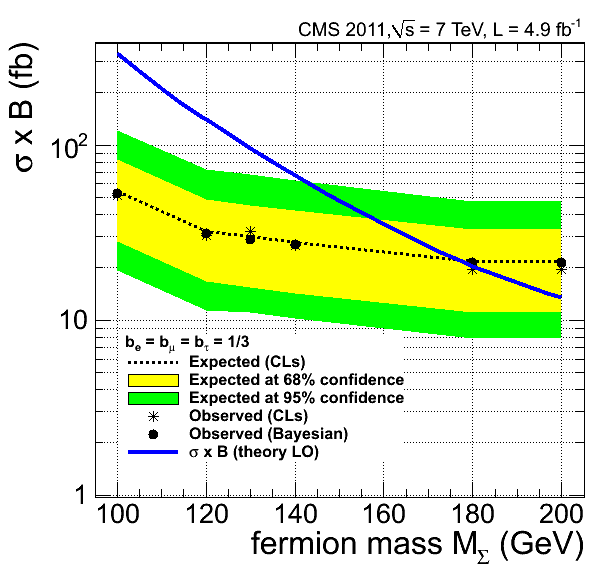 CMS 2011,√s = 7 TeV, L = 4.9 fb⁻¹
σ x B (fb)
10²
10
1
bₑ = b_μ = b_τ = 1/3
Expected (CLs)
Expected at 68% confidence
Expected at 95% confidence
Observed (CLs)
Observed (Bayesian)
σ x B (theory LO)
100 120 140 160 180 200
fermion mass M_Σ (GeV)